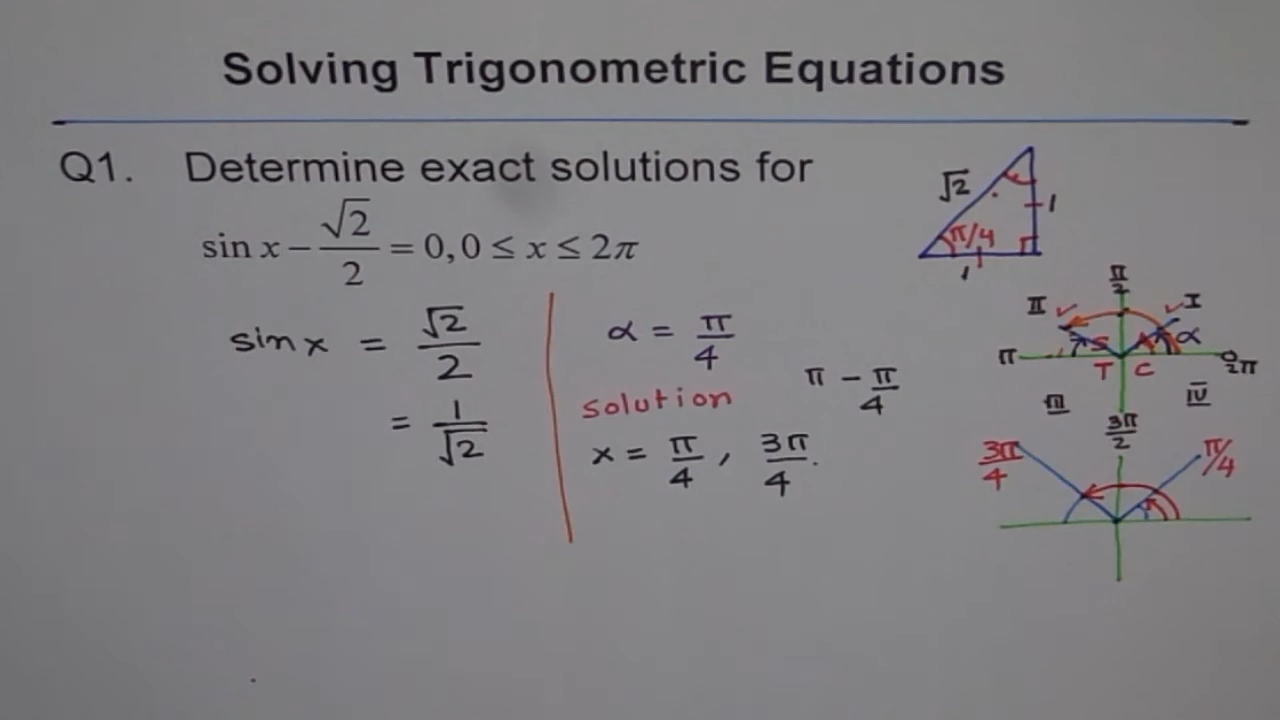 Solving Trigonometric Equations
Q1. Determine exact solutions for
sin x − √2/2 = 0, 0 ≤ x ≤ 2π
sin x = √2/2
= 1/√2
α = π/4
solution
π − π/4
x = π/4, 3π/4.
√2
1
π/4
1
π/2
II
I
S
A
α
π
0
2π
T
C
III
IV
3π/2
3π/4
π/4